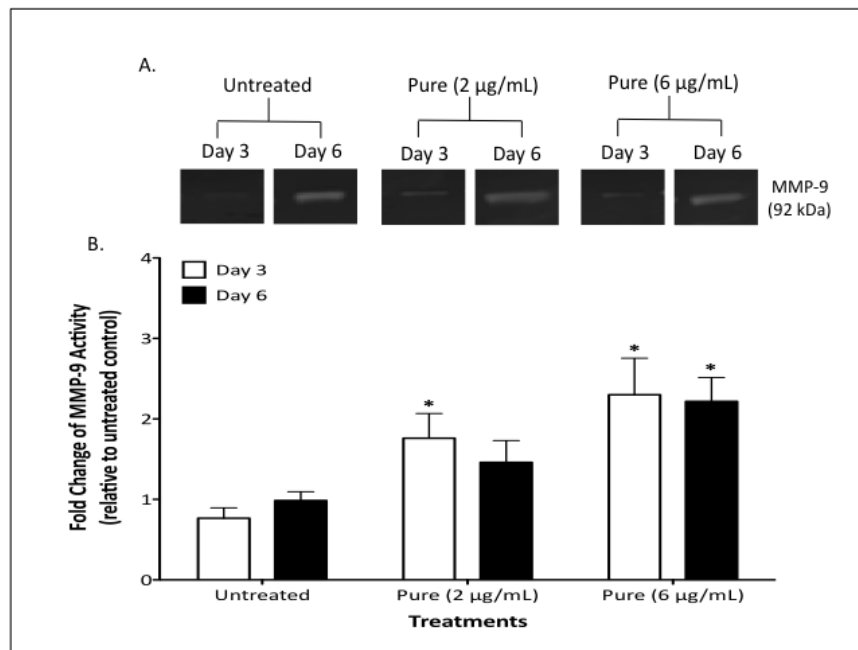 A.
Untreated
Pure (2 µg/mL)
Pure (6 µg/mL)
Day 3
Day 6
Day 3
Day 6
Day 3
Day 6
MMP-9
(92 kDa)
B.
Fold Change of MMP-9 Activity
(relative to untreated control)
4
3
2
1
0
Day 3
Day 6
*
*
*
Untreated
Pure (2 µg/mL)
Pure (6 µg/mL)
Treatments